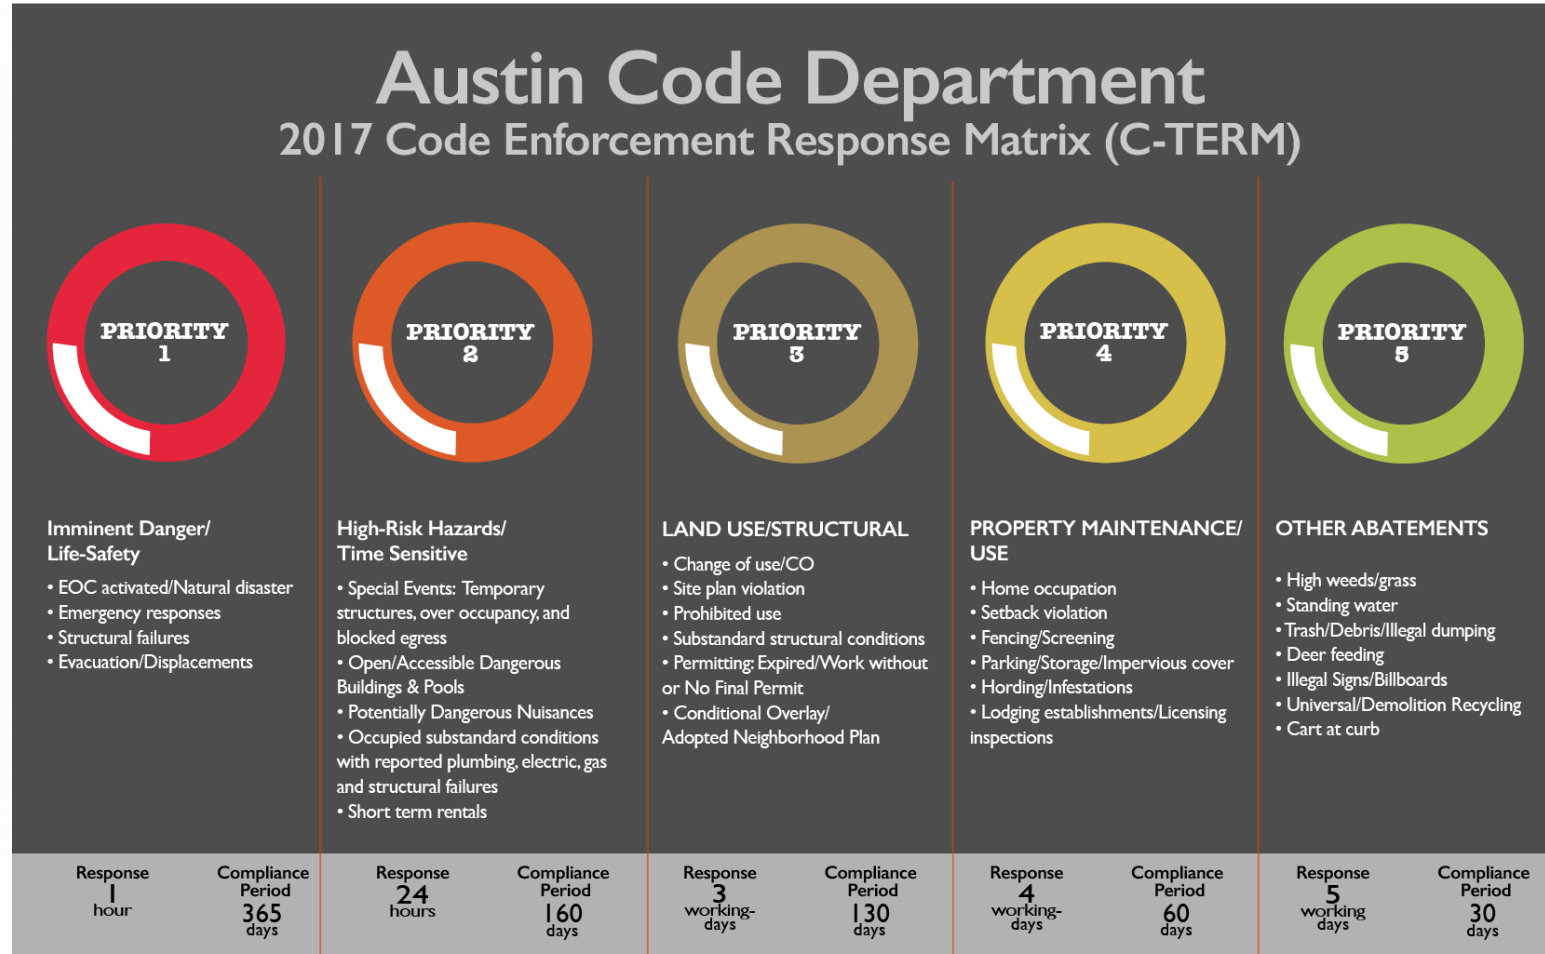 Austin Code Department
2017 Code Enforcement Response Matrix (C-TERM)
PRIORITY
1
Imminent Danger/
Life-Safety
• EOC activated/Natural disaster
• Emergency responses
• Structural failures
• Evacuation/Displacements
Response
1
hour
Compliance
Period
365
days
PRIORITY
2
High-Risk Hazards/
Time Sensitive
• Special Events: Temporary
structures, over occupancy, and
blocked egress
• Open/Accessible Dangerous
Buildings & Pools
• Potentially Dangerous Nuisances
• Occupied substandard conditions
with reported plumbing, electric, gas
and structural failures
• Short term rentals
Response
24
hours
Compliance
Period
160
days
PRIORITY
3
LAND USE/STRUCTURAL
• Change of use/CO
• Site plan violation
• Prohibited use
• Substandard structural conditions
• Permitting: Expired/Work without
or No Final Permit
• Conditional Overlay/
Adopted Neighborhood Plan
Response
3
working-
days
Compliance
Period
130
days
PRIORITY
4
PROPERTY MAINTENANCE/
USE
• Home occupation
• Setback violation
• Fencing/Screening
• Parking/Storage/Impervious cover
• Hording/Infestations
• Lodging establishments/Licensing
inspections
Response
4
working-
days
Compliance
Period
60
days
PRIORITY
5
OTHER ABATEMENTS
• High weeds/grass
• Standing water
• Trash/Debris/Illegal dumping
• Deer feeding
• Illegal Signs/Billboards
• Universal/Demolition Recycling
• Cart at curb
Response
5
working
days
Compliance
Period
30
days